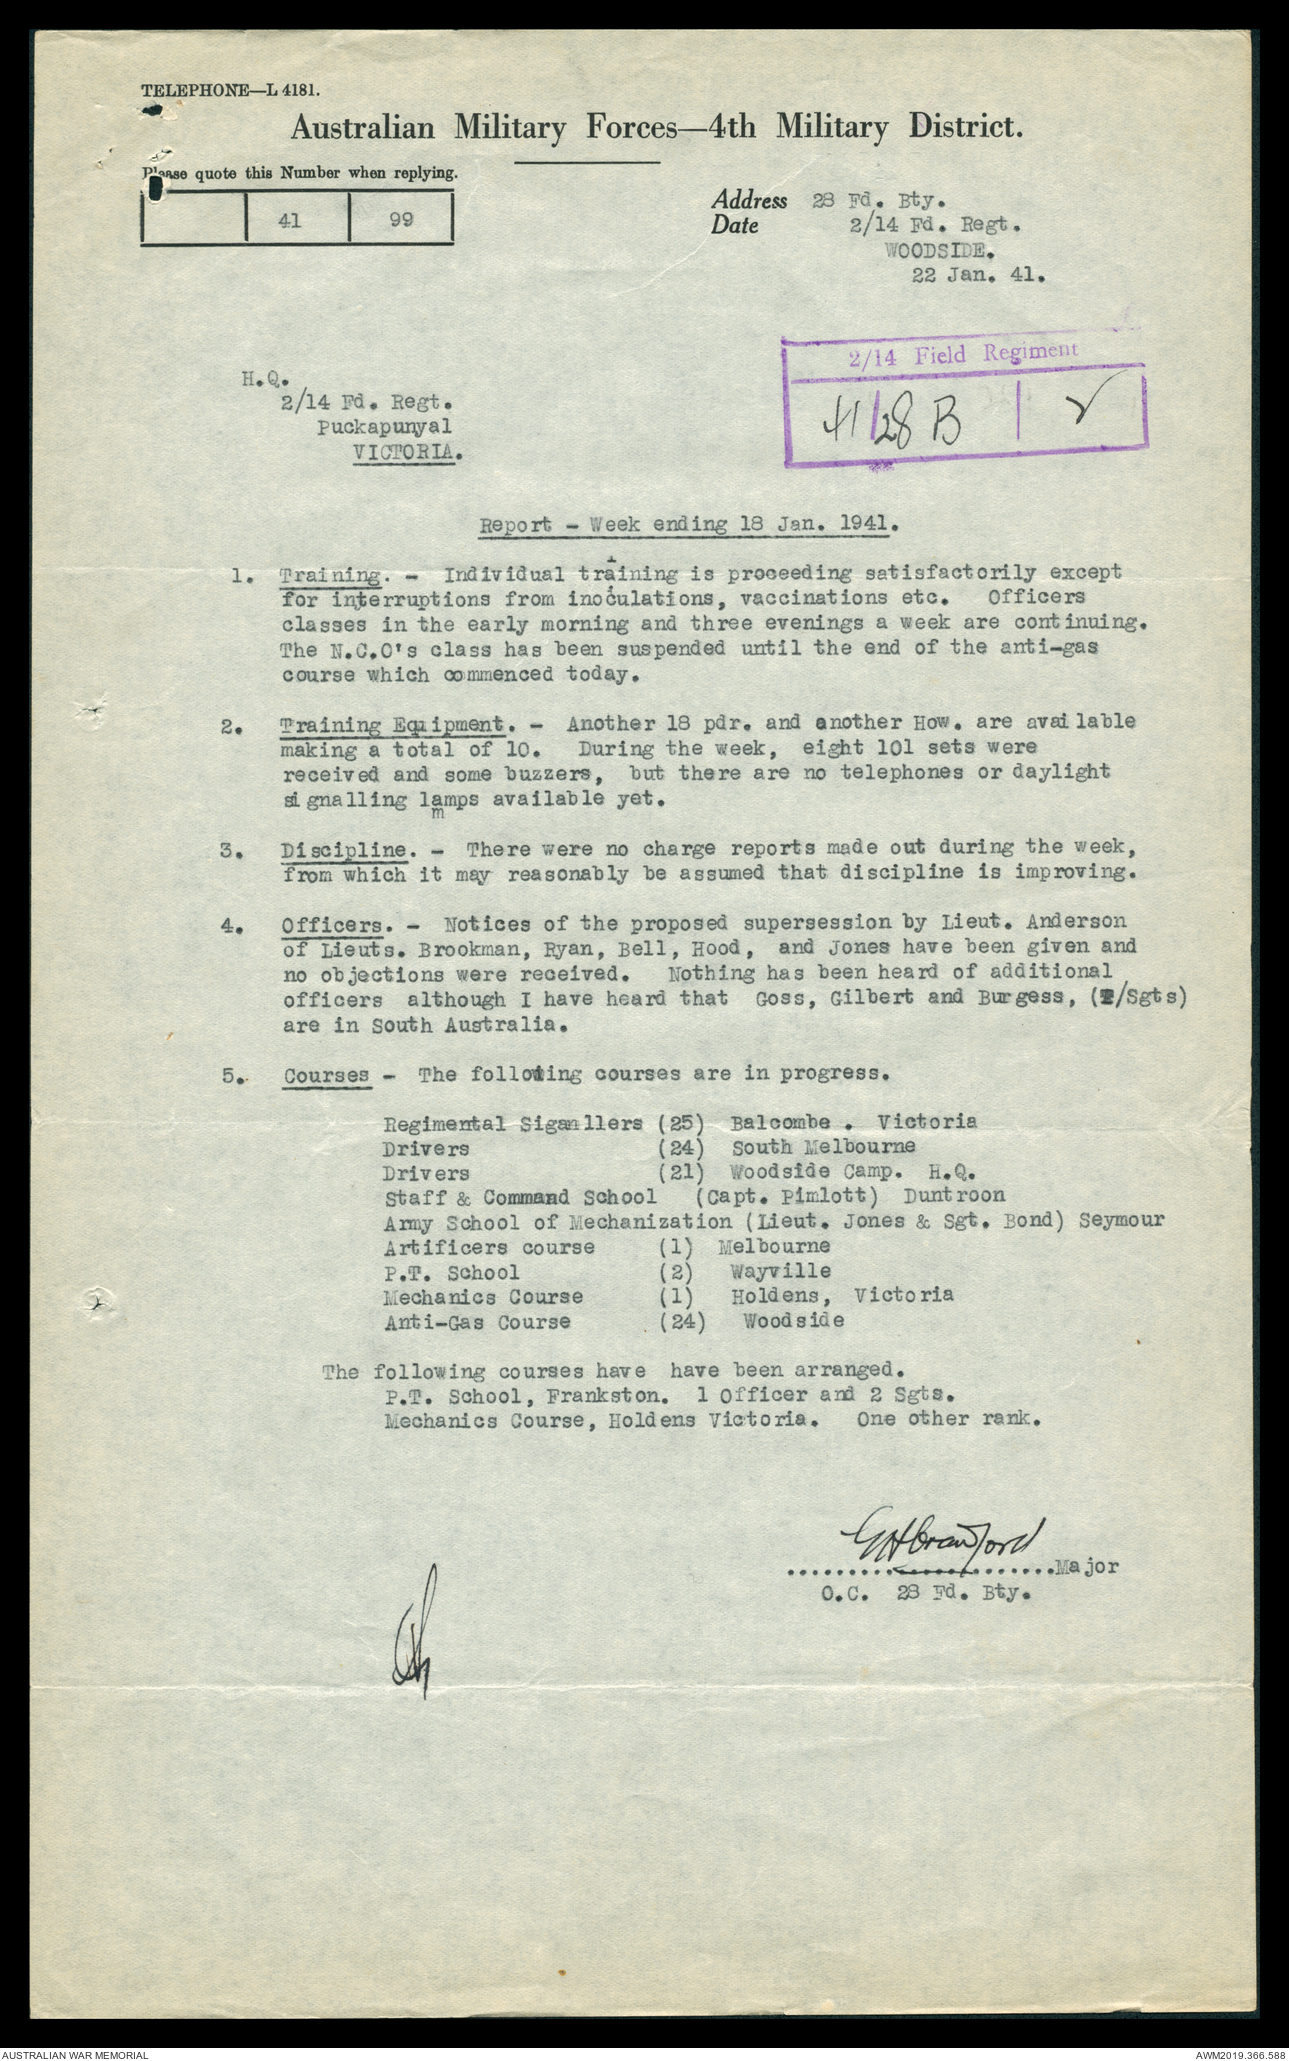 TELEPHONE—L 4181.
Australian Military Forces—4th Military District.
Please quote this Number when replying.
41 99
Address 28 Fd. Bty.
Date 2/14 Fd. Regt.
WOODSIDE.
22 Jan. 41.
2/14 Field Regiment
41/28 B
H.Q.
2/14 Fd. Regt.
Puckapunyal
VICTORIA.
Report - Week ending 18 Jan. 1941.
1. Training. - Individual training is proceeding satisfactorily except
for interruptions from inoculations, vaccinations etc. Officers
classes in the early morning and three evenings a week are continuing.
The N.C.O's class has been suspended until the end of the anti-gas
course which commenced today.
2. Training Equipment. - Another 18 pdr. and another How. are available
making a total of 10. During the week, eight 101 sets were
received and some buzzers, but there are no telephones or daylight
signalling lamps available yet.
m
3. Discipline. - There were no charge reports made out during the week,
from which it may reasonably be assumed that discipline is improving.
4. Officers. - Notices of the proposed supersession by Lieut. Anderson
of Lieuts. Brookman, Ryan, Bell, Hood, and Jones have been given and
no objections were received. Nothing has been heard of additional
officers although I have heard that Goss, Gilbert and Burgess, (T/Sgts)
are in South Australia.
5. Courses - The following courses are in progress.
Regimental Siganllers (25) Balcombe . Victoria
Drivers (24) South Melbourne
Drivers (21) Woodside Camp. H.Q.
Staff & Command School (Capt. Pimlott) Duntroon
Army School of Mechanization (Lieut. Jones & Sgt. Bond) Seymour
Artificers course (1) Melbourne
P.T. School (2) Wayville
Mechanics Course (1) Holdens, Victoria
Anti-Gas Course (24) Woodside
The following courses have have been arranged.
P.T. School, Frankston. 1 Officer and 2 Sgts.
Mechanics Course, Holdens Victoria. One other rank.
GHCrawford
......................Major
O.C. 28 Fd. Bty.
AUSTRALIAN WAR MEMORIAL AWM2019.366.588